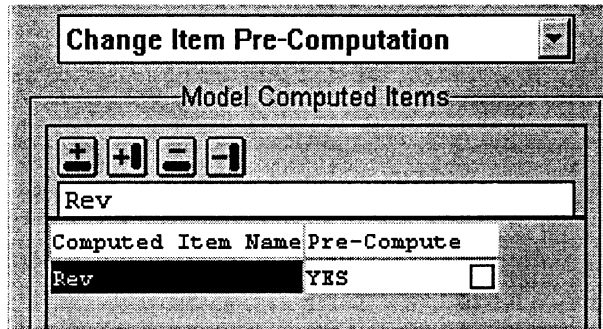 Change Item Pre-Computation
Model Computed Items
Rev
Computed Item Name Pre-Compute
Rev YES